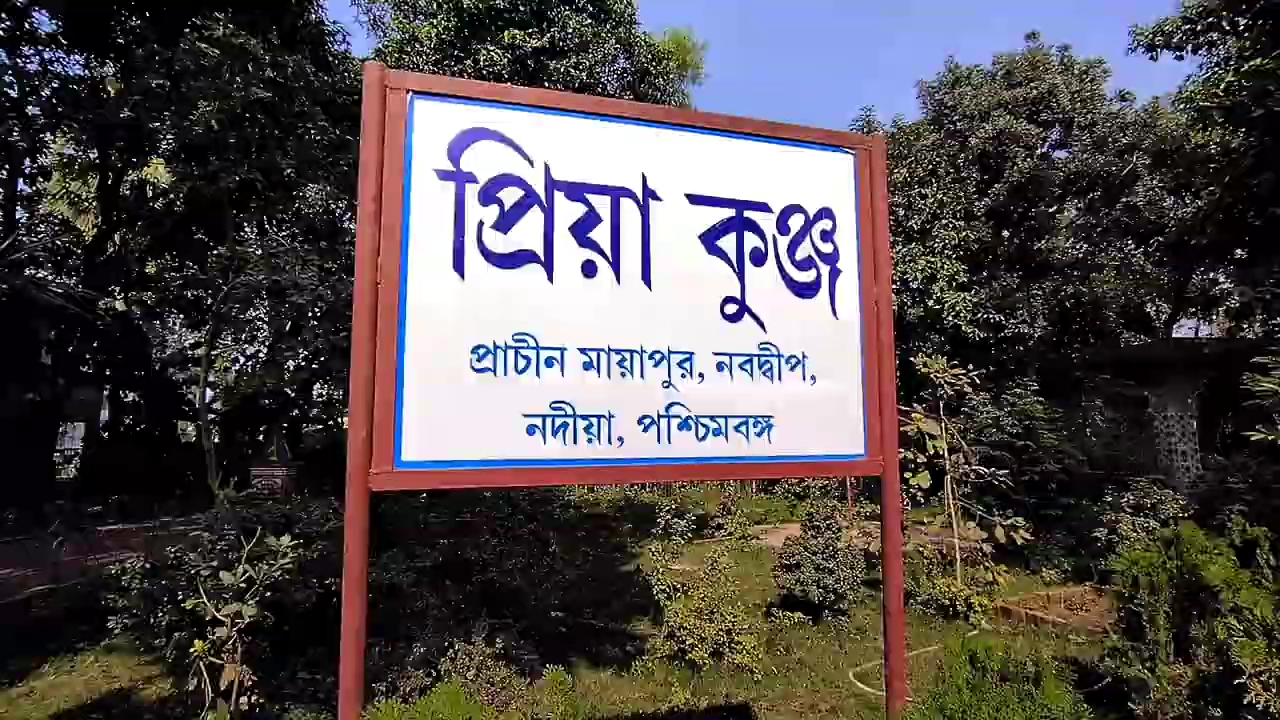 প্রিয়া কুঞ্জ
প্রাচীন মায়াপুর, নবদ্বীপ,
নদীয়া, পশ্চিমবঙ্গ